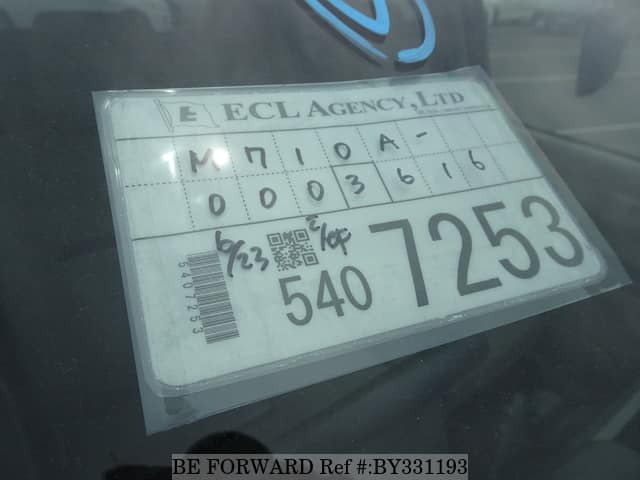 E ECL AGENCY, LTD
M710A-
0003616
6/23
540 7253
5407253
BE FORWARD Ref #:BY331193